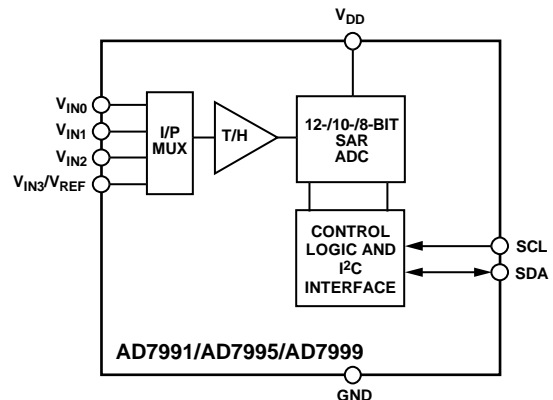 VDD
VIN0
VIN1
VIN2
VIN3/VREF
I/P
MUX
T/H
12-/10-/8-BIT
SAR
ADC
CONTROL
LOGIC AND
I2C
INTERFACE
SCL
SDA
AD7991/AD7995/AD7999
GND